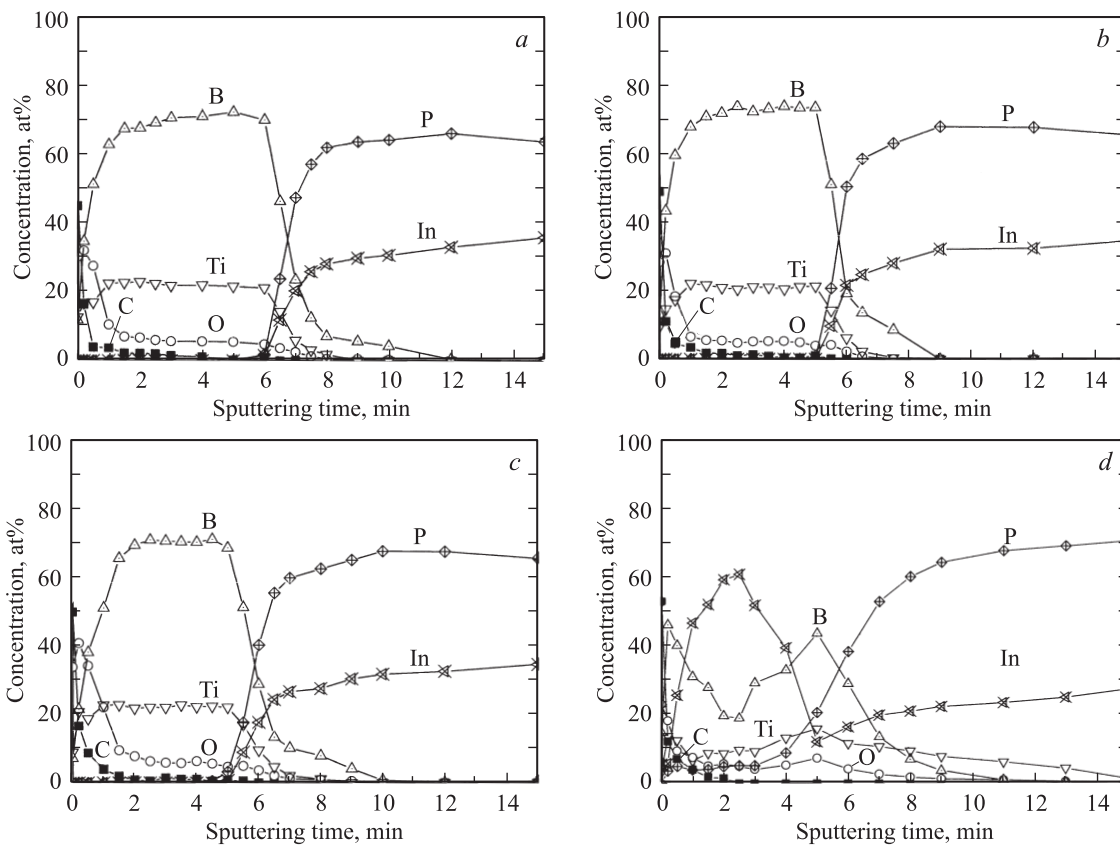 100
80
60
40
20
0
Concentration, at%
a
B
P
In
Ti
C
O
0 2 4 6 8 10 12 14
Sputtering time, min
100
80
60
40
20
0
Concentration, at%
b
B
P
In
Ti
C
O
0 2 4 6 8 10 12 14
Sputtering time, min
100
80
60
40
20
0
Concentration, at%
c
B
P
In
Ti
C
O
0 2 4 6 8 10 12 14
Sputtering time, min
100
80
60
40
20
0
Concentration, at%
d
P
B
In
Ti
C
O
0 2 4 6 8 10 12 14
Sputtering time, min